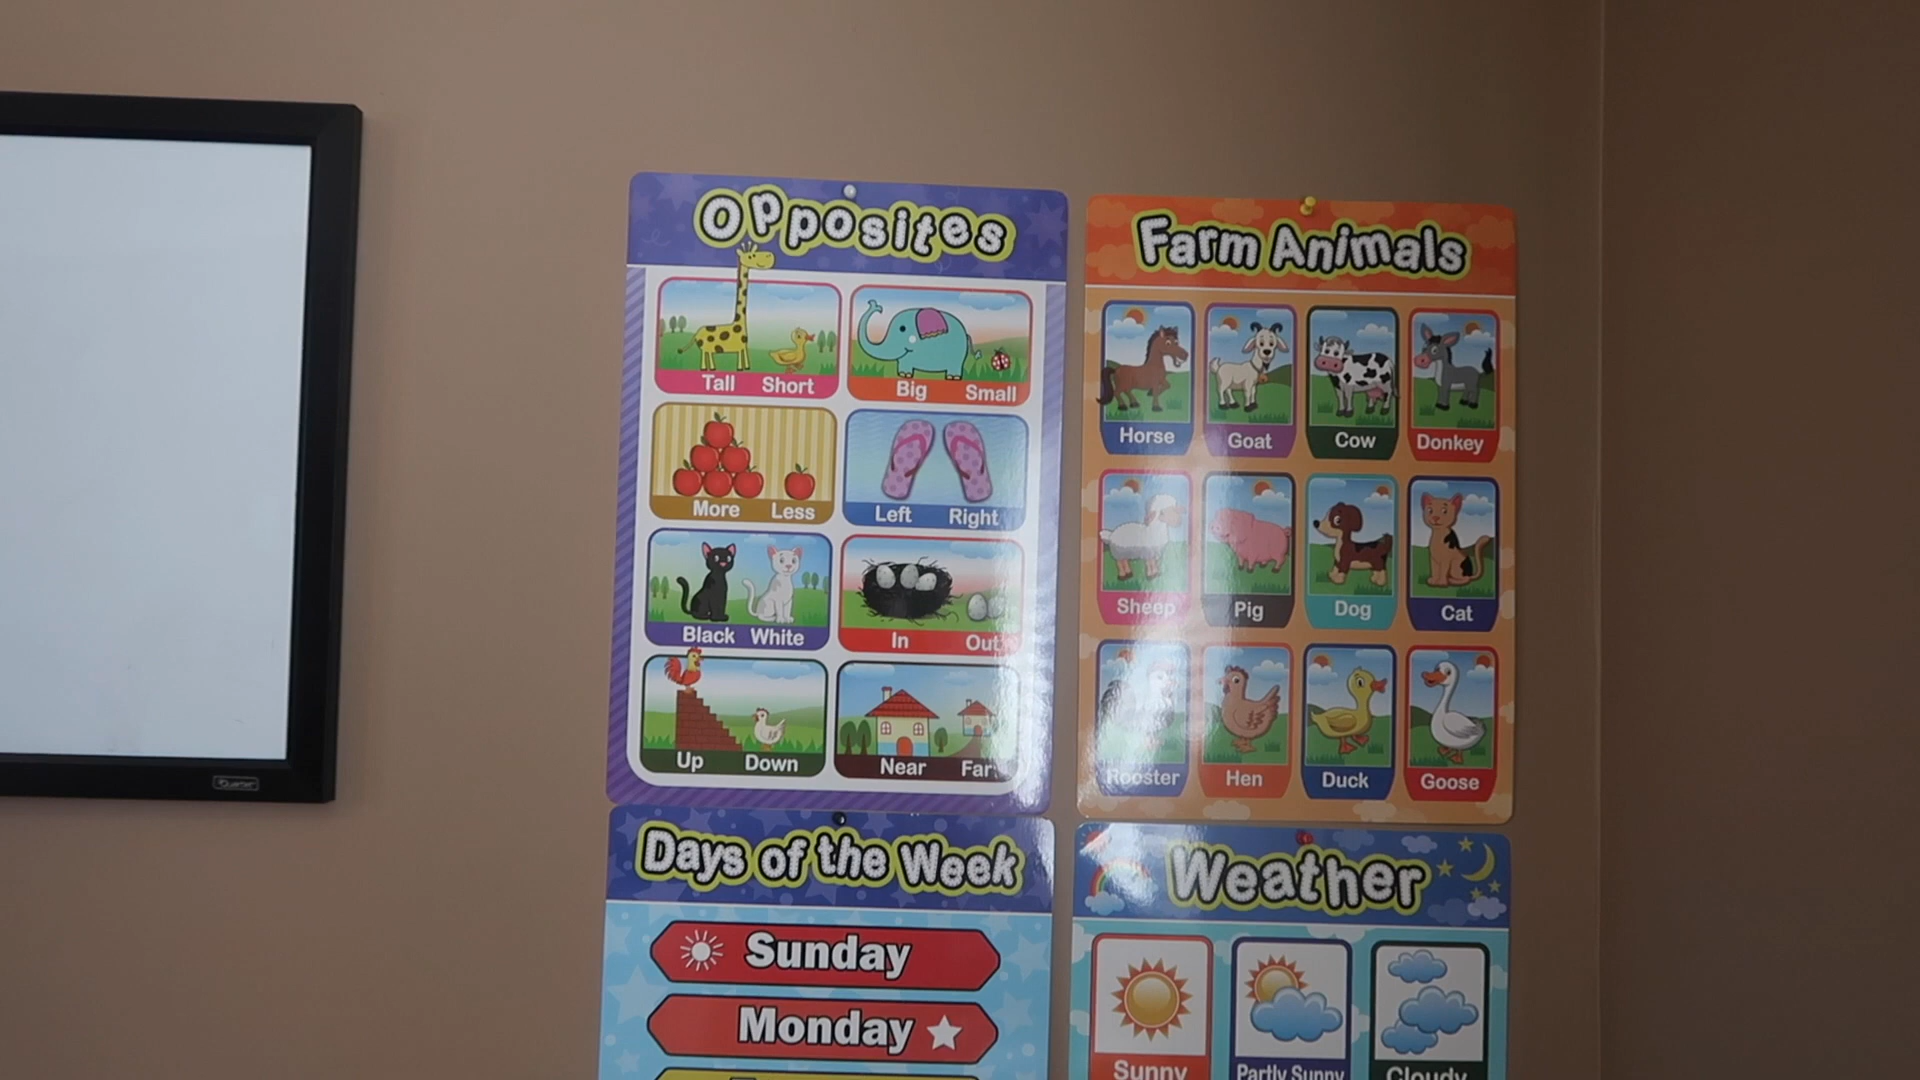 Opposites
Tall Short
Big Small
More Less
Left Right
Black White
In Out
Up Down
Near Far
Farm Animals
Horse
Goat
Cow
Donkey
Sheep
Pig
Dog
Cat
Rooster
Hen
Duck
Goose
Days of the Week
Sunday
Monday
Weather
Sunny
Partly Sunny
Cloudy
Quartet